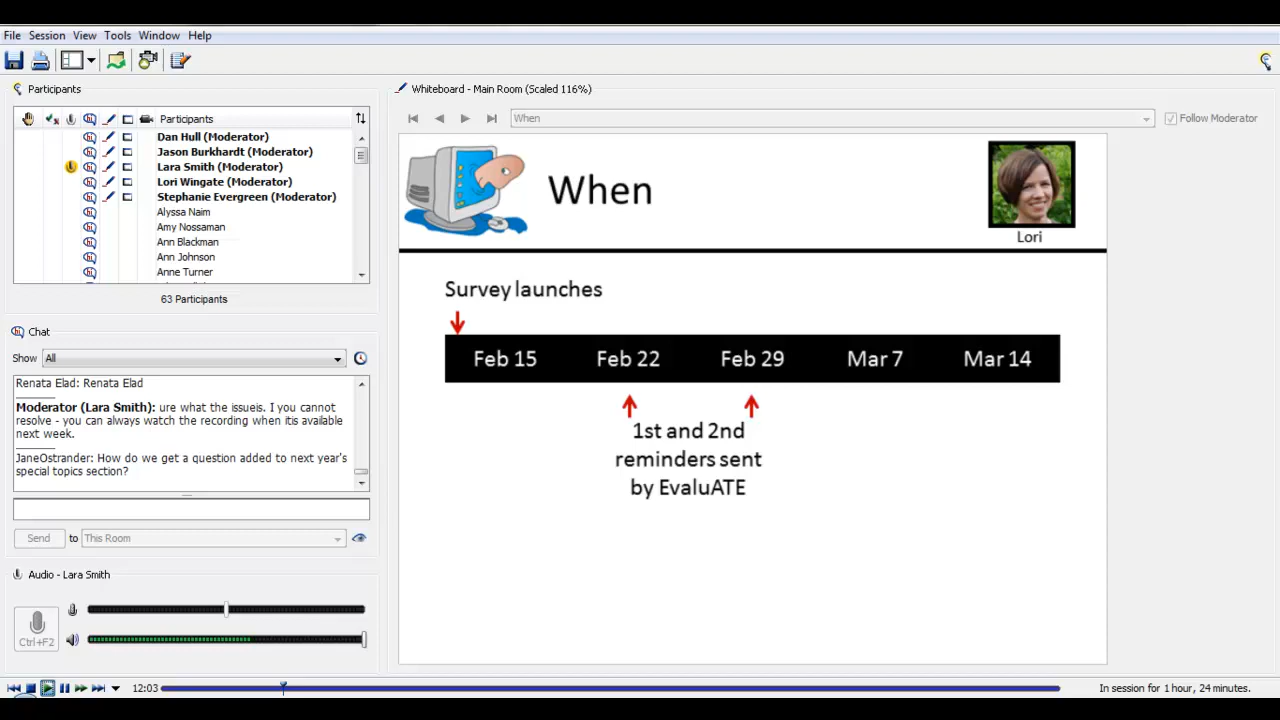 File Session View Tools Window Help
Participants
Participants
Dan Hull (Moderator)
Jason Burkhardt (Moderator)
Lara Smith (Moderator)
Lori Wingate (Moderator)
Stephanie Evergreen (Moderator)
Alyssa Naim
Amy Nossaman
Ann Blackman
Ann Johnson
Anne Turner
63 Participants
Chat
Show All
Renata Elad: Renata Elad
Moderator (Lara Smith): ure what the issueis. I you cannot
resolve - you can always watch the recording when itis available
next week.
JaneOstrander: How do we get a question added to next year's
special topics section?
Send to This Room
Audio - Lara Smith
Ctrl+F2
Whiteboard - Main Room (Scaled 116%)
When Follow Moderator
When
Lori
Survey launches
Feb 15 Feb 22 Feb 29 Mar 7 Mar 14
1st and 2nd
reminders sent
by EvaluATE
12:03 In session for 1 hour, 24 minutes.